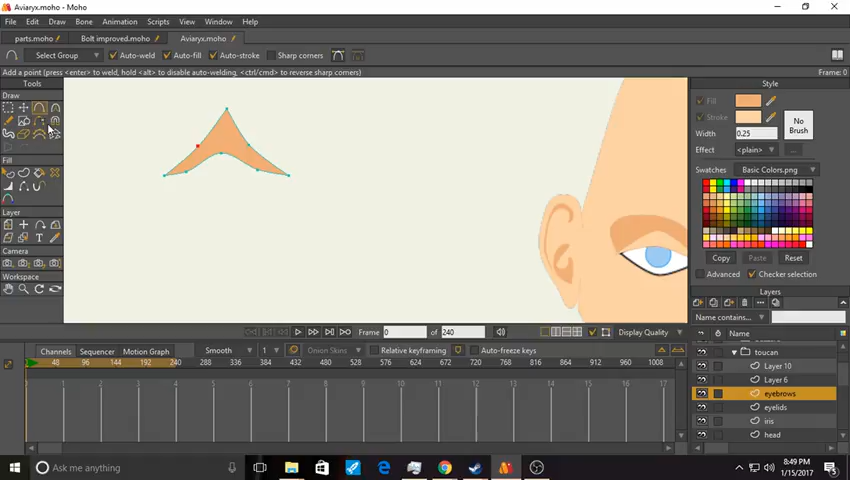 Aviaryx.moho - Moho
File Edit Draw Bone Animation Scripts View Window Help
parts.moho Bolt improved.moho * Aviaryx.moho
Select Group Auto-weld Auto-fill Auto-stroke Sharp corners
Add a point (press <enter> to weld, hold <alt> to disable auto-welding, <ctrl/cmd> to reverse sharp corners) Frame: 0
Tools
Draw
Fill
Layer
Camera
Workspace
Style
Fill
Stroke
No Brush
Width 0.25
Effect <plain> ...
Swatches Basic Colors.png
Copy Paste Reset
Advanced Checker selection
Layers
Name contains...
Name
toucan
Layer 10
Layer 6
eyebrows
eyelids
iris
head
Frame 0 of 240 Display Quality
Channels Sequencer Motion Graph Smooth 1 Onion Skins Relative keyframing Auto-freeze keys
48 96 144 192 240 288 336 384 432 480 528 576 624 672 720 768 816 864 912 960 1008
1 2 3 4 5 6 7 8 9 10 11 12 13 14 15 16 17
Ask me anything
8:49 PM
1/15/2017